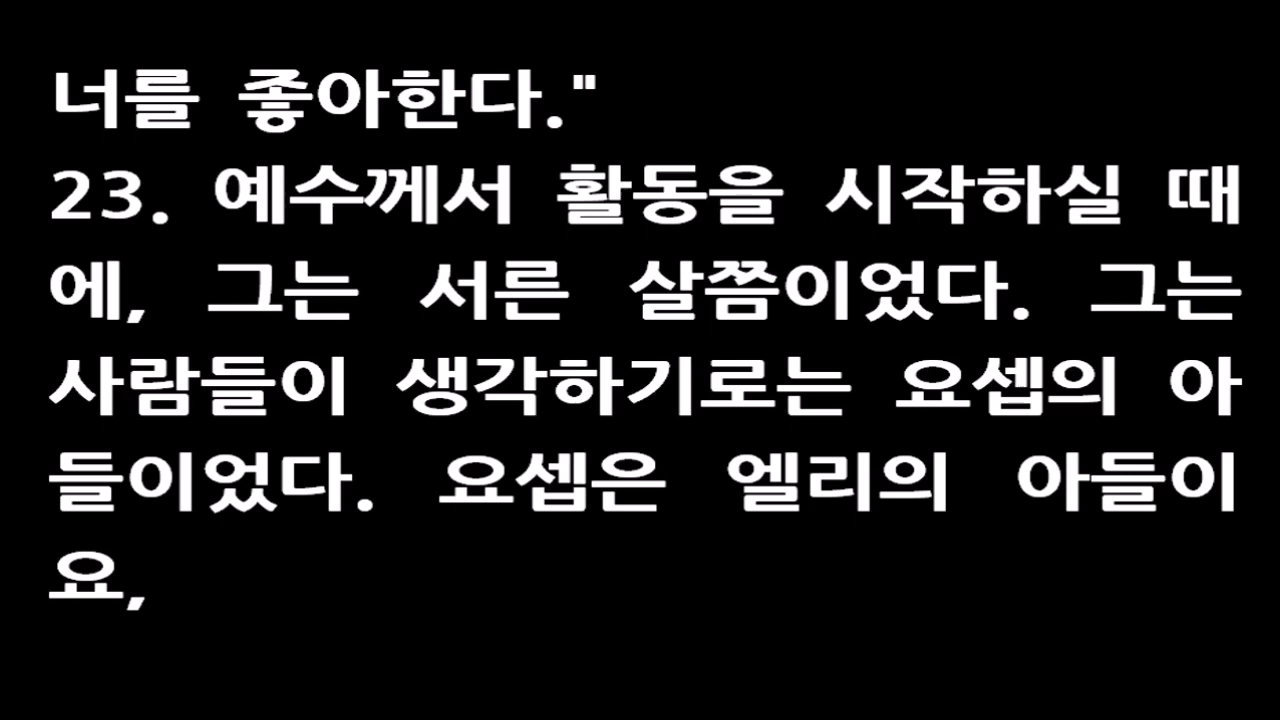 너를 좋아한다."
23. 예수께서 활동을 시작하실 때
에, 그는 서른 살쯤이었다. 그는
사람들이 생각하기로는 요셉의 아
들이었다. 요셉은 엘리의 아들이
요,